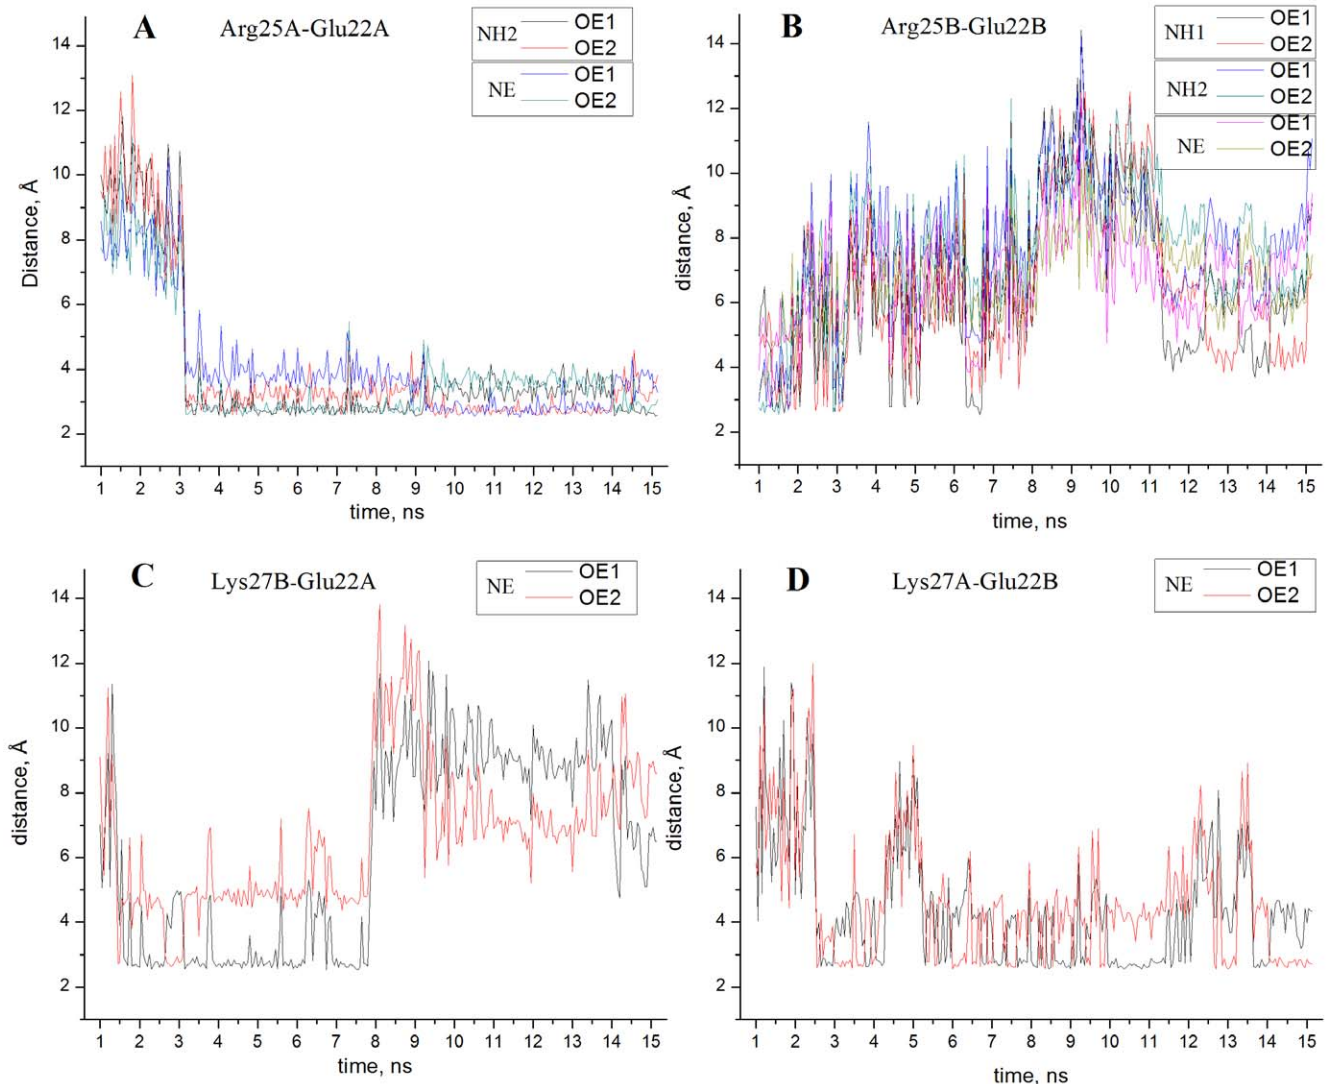 A
Arg25A-Glu22A
NH2
OE1
OE2
NE
OE1
OE2
Distance, Å
14
12
10
8
6
4
2
1 2 3 4 5 6 7 8 9 10 11 12 13 14 15
time, ns
B
Arg25B-Glu22B
NH1
OE1
OE2
NH2
OE1
OE2
NE
OE1
OE2
distance, Å
14
12
10
8
6
4
2
1 2 3 4 5 6 7 8 9 10 11 12 13 14 15
time, ns
C
Lys27B-Glu22A
NE
OE1
OE2
distance, Å
14
12
10
8
6
4
2
1 2 3 4 5 6 7 8 9 10 11 12 13 14 15
time, ns
D
Lys27A-Glu22B
NE
OE1
OE2
distance, Å
14
12
10
8
6
4
2
1 2 3 4 5 6 7 8 9 10 11 12 13 14 15
time, ns